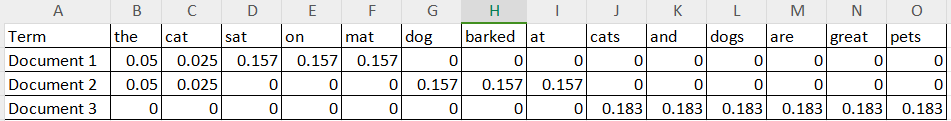 A B C D E F G H I J K L M N O
Term the cat sat on mat dog barked at cats and dogs are great pets
Document 1 0.05 0.025 0.157 0.157 0.157 0 0 0 0 0 0 0 0 0
Document 2 0.05 0.025 0 0 0 0.157 0.157 0.157 0 0 0 0 0 0
Document 3 0 0 0 0 0 0 0 0 0.183 0.183 0.183 0.183 0.183 0.183